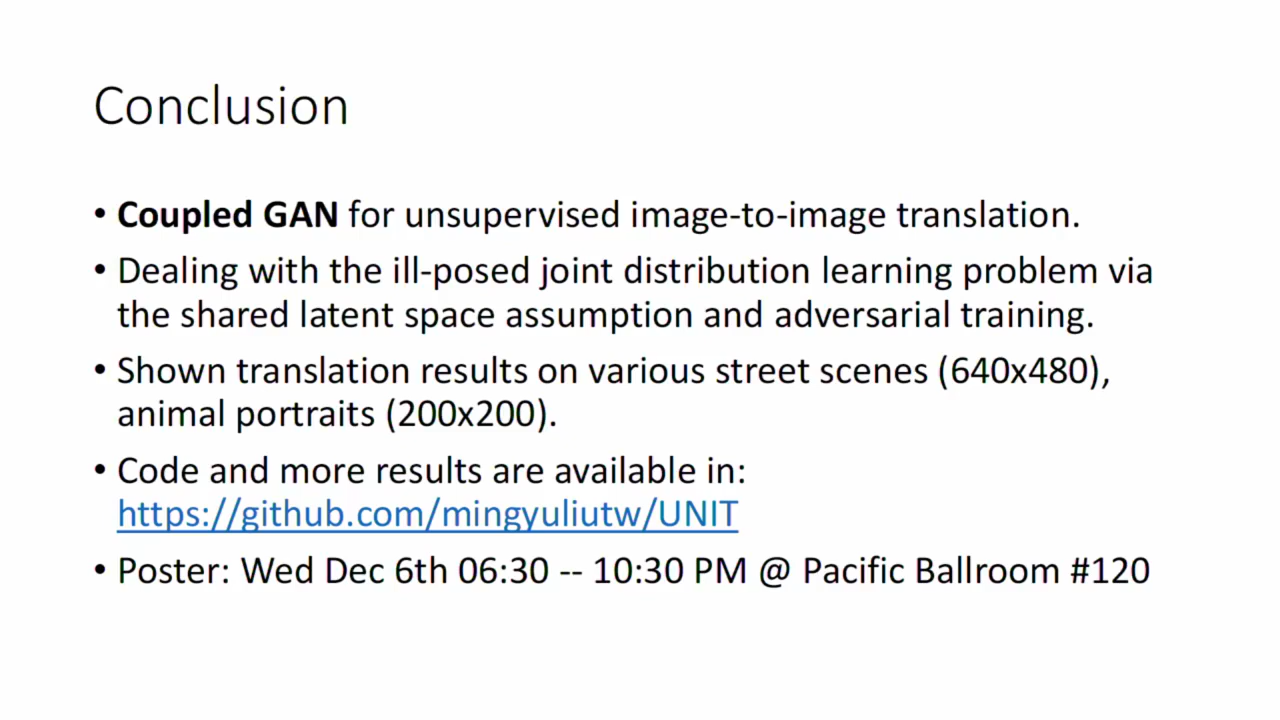 Conclusion
• Coupled GAN for unsupervised image-to-image translation.
• Dealing with the ill-posed joint distribution learning problem via
the shared latent space assumption and adversarial training.
• Shown translation results on various street scenes (640x480),
animal portraits (200x200).
• Code and more results are available in:
https://github.com/mingyuliutw/UNIT
• Poster: Wed Dec 6th 06:30 -- 10:30 PM @ Pacific Ballroom #120